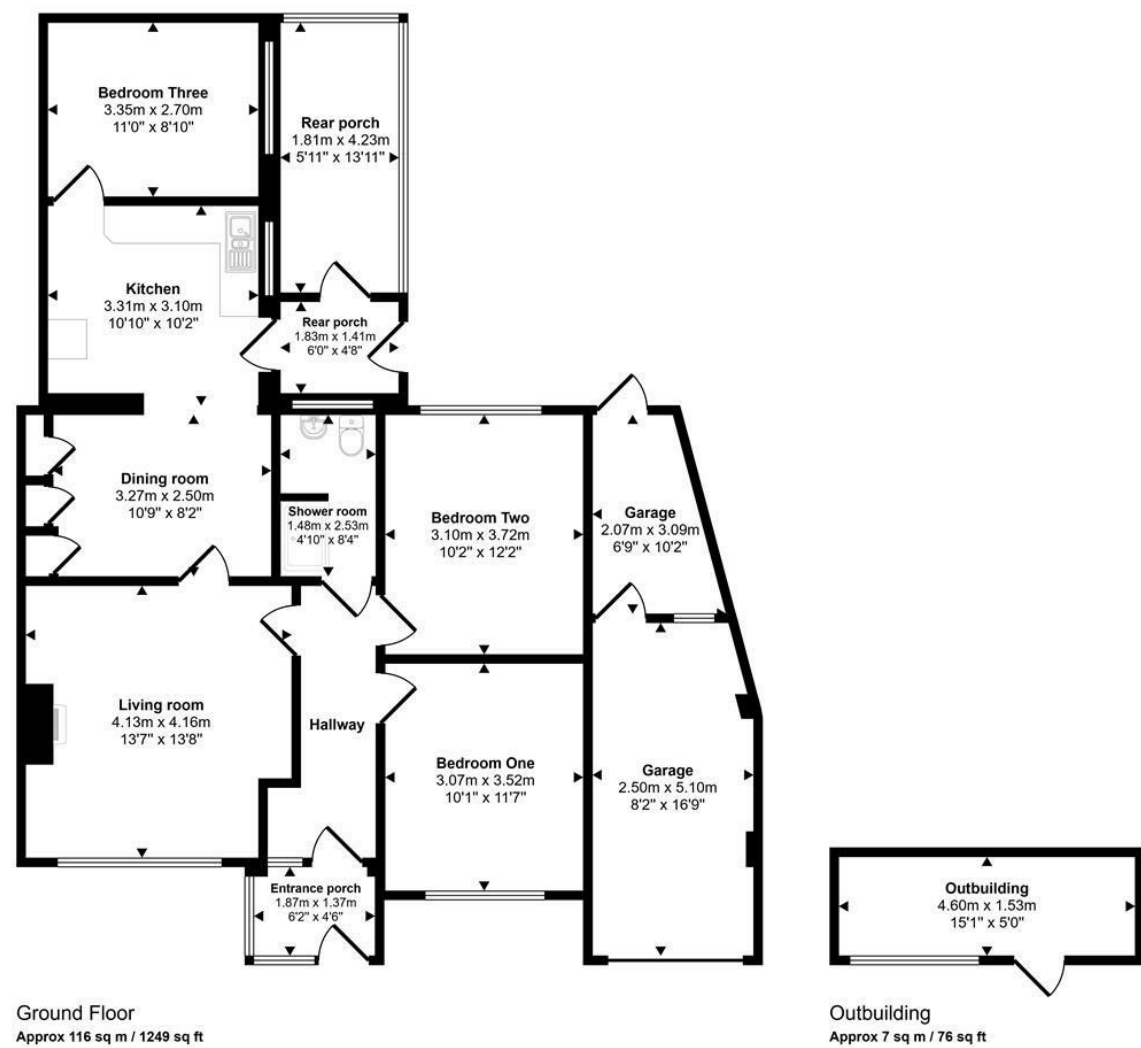 Bedroom Three
3.35m x 2.70m
11'0" x 8'10"
Rear porch
1.81m x 4.23m
5'11" x 13'11"
Kitchen
3.31m x 3.10m
10'10" x 10'2"
Rear porch
1.83m x 1.41m
6'0" x 4'8"
Dining room
3.27m x 2.50m
10'9" x 8'2"
Shower room
1.48m x 2.53m
4'10" x 8'4"
Bedroom Two
3.10m x 3.72m
10'2" x 12'2"
Garage
2.07m x 3.09m
6'9" x 10'2"
Living room
4.13m x 4.16m
13'7" x 13'8"
Hallway
Bedroom One
3.07m x 3.52m
10'1" x 11'7"
Garage
2.50m x 5.10m
8'2" x 16'9"
Entrance porch
1.87m x 1.37m
6'2" x 4'6"
Outbuilding
4.60m x 1.53m
15'1" x 5'0"
Ground Floor
Approx 116 sq m / 1249 sq ft
Outbuilding
Approx 7 sq m / 76 sq ft